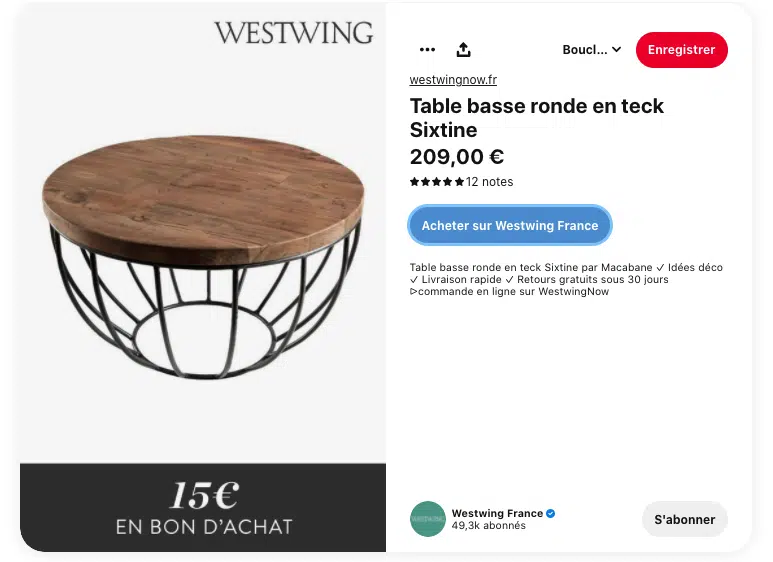 WESTWING
15€
EN BON D'ACHAT
Boucl...
Enregistrer
westwingnow.fr
Table basse ronde en teck
Sixtine
209,00 €
12 notes
Acheter sur Westwing France
Table basse ronde en teck Sixtine par Macabane ✓ Idées déco
✓ Livraison rapide ✓ Retours gratuits sous 30 jours
ᐅcommande en ligne sur WestwingNow
WESTWING
Westwing France
49,3k abonnés
S'abonner